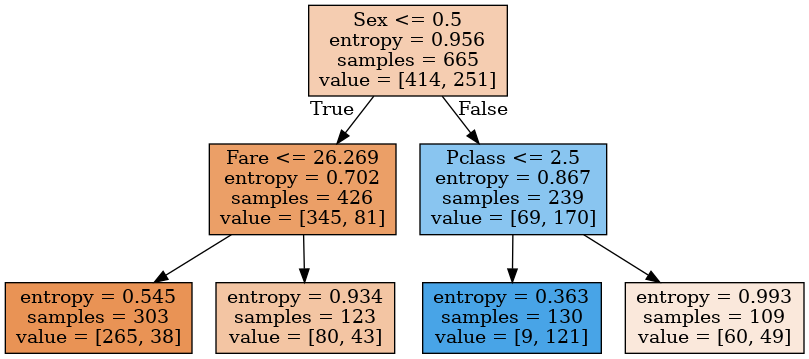 Sex <= 0.5
entropy = 0.956
samples = 665
value = [414, 251]
True
False
Fare <= 26.269
entropy = 0.702
samples = 426
value = [345, 81]
Pclass <= 2.5
entropy = 0.867
samples = 239
value = [69, 170]
entropy = 0.545
samples = 303
value = [265, 38]
entropy = 0.934
samples = 123
value = [80, 43]
entropy = 0.363
samples = 130
value = [9, 121]
entropy = 0.993
samples = 109
value = [60, 49]